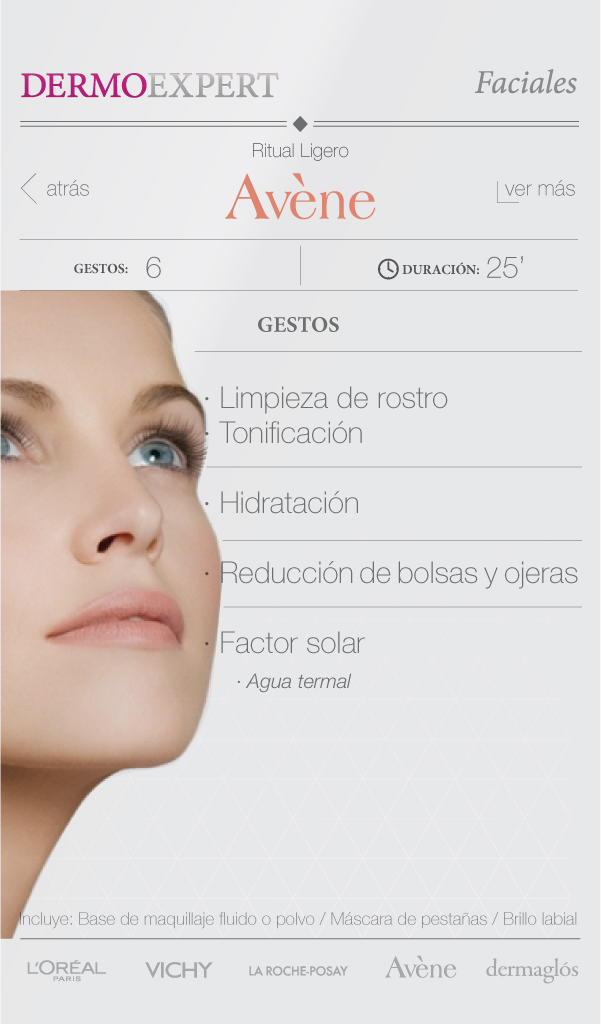 DERMOEXPERT
Faciales
Ritual Ligero
atrás
Avène
ver más
GESTOS: 6
DURACIÓN: 25’
GESTOS
· Limpieza de rostro
· Tonificación
· Hidratación
· Reducción de bolsas y ojeras
· Factor solar
· Agua termal
Incluye: Base de maquillaje fluido o polvo / Máscara de pestañas / Brillo labial
L'ORÉAL
PARIS
VICHY
LA ROCHE-POSAY
Avène
dermaglós